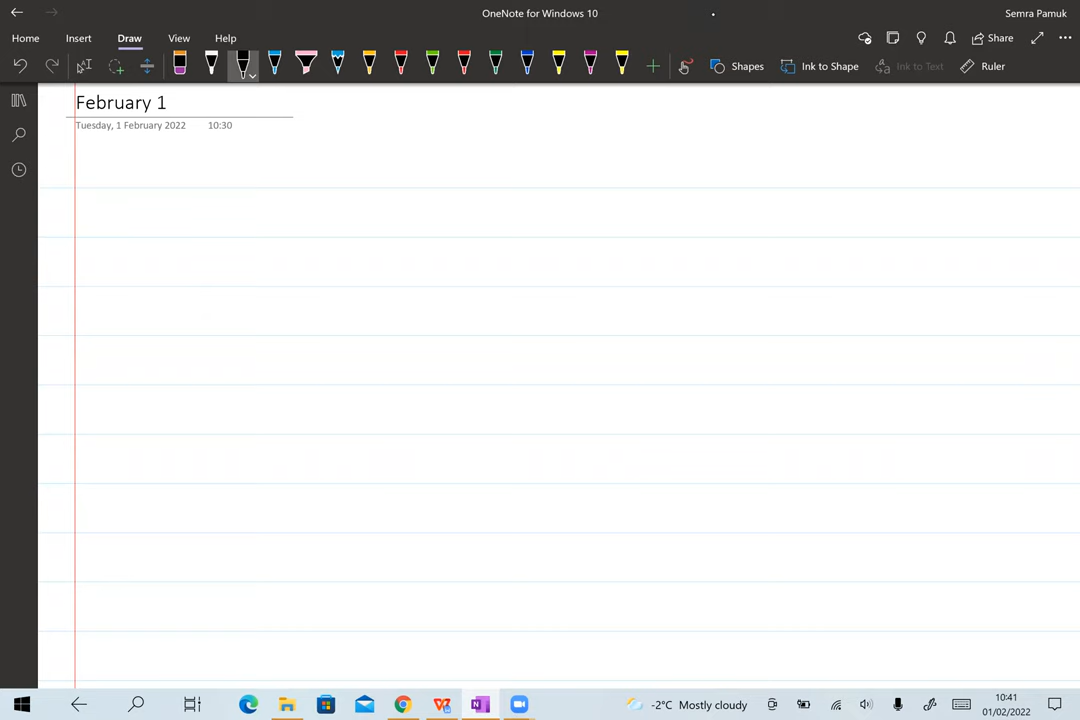 OneNote for Windows 10
Semra Pamuk
Home Insert Draw View Help
Share
Shapes Ink to Shape Ink to Text Ruler
February 1
Tuesday, 1 February 2022 10:30
-2°C Mostly cloudy
10:41
01/02/2022